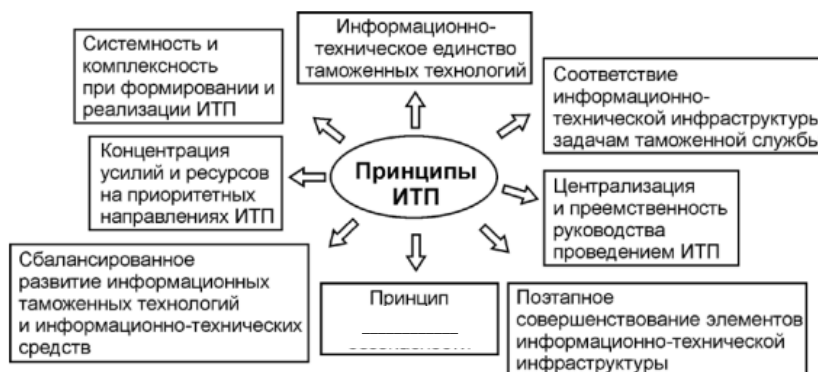 Информационно-
техническое единство
таможенных технологий
Системность и
комплексность
при формировании и
реализации ИТП
Соответствие
информационно-
технической инфраструктуры
задачам таможенной службы
Концентрация
усилий и ресурсов
на приоритетных
направлениях ИТП
Принципы
ИТП
Централизация
и преемственность
руководства
проведением ИТП
Сбалансированное
развитие информационных
таможенных технологий
и информационно-технических
средств
Принцип
Поэтапное
совершенствование элементов
информационно-технической
инфраструктуры